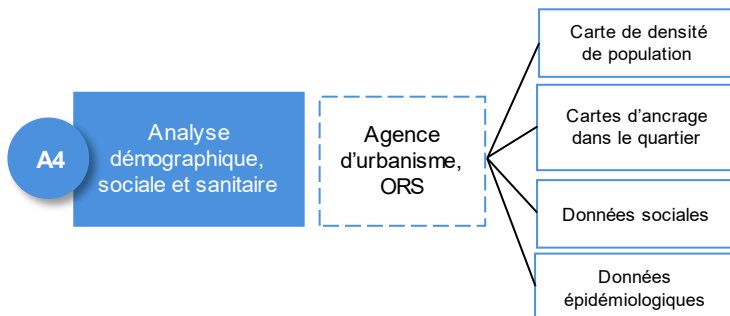 A4
Analyse
démographique,
sociale et sanitaire
Agence
d'urbanisme,
ORS
Carte de densité
de population
Cartes d'ancrage
dans le quartier
Données sociales
Données
épidémiologiques